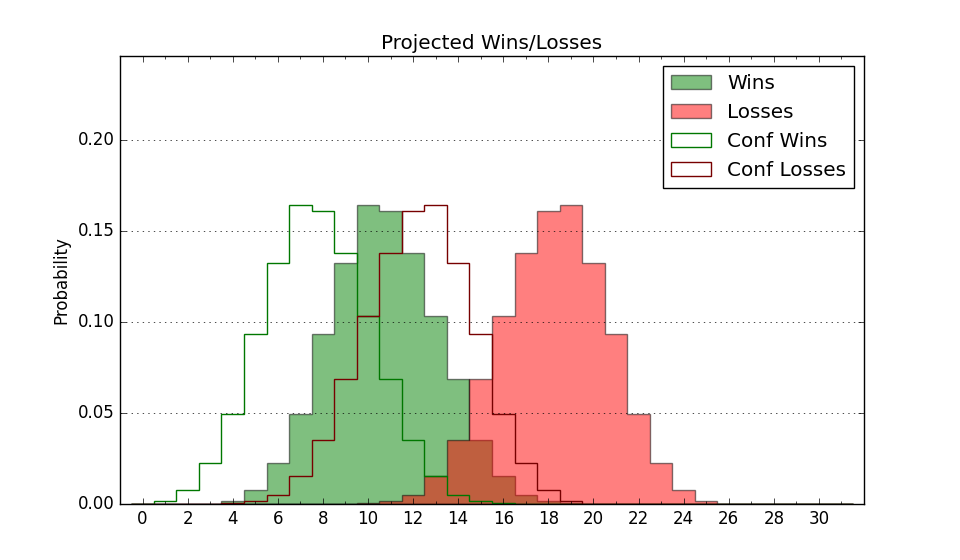 Projected Wins/Losses
Wins
Losses
Conf Wins
Conf Losses
Probability
0.20
0.15
0.10
0.05
0.00
0 2 4 6 8 10 12 14 16 18 20 22 24 26 28 30